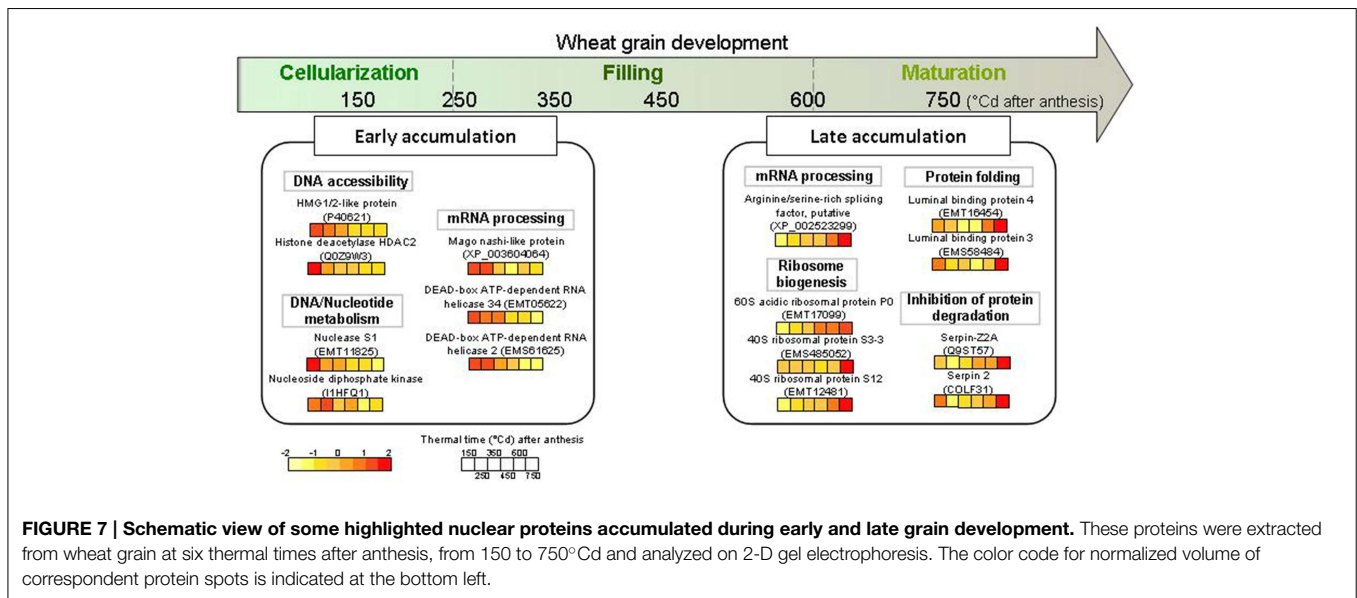 Wheat grain development
Cellularization Filling Maturation
150 250 350 450 600 750 (°Cd after anthesis)
Early accumulation
DNA accessibility
HMG1/2-like protein
(P40621)
Histone deacetylase HDAC2
(Q0Z9W3)
DNA/Nucleotide
metabolism
Nuclease S1
(EMT11825)
Nucleoside diphosphate kinase
(I1HFQ1)
mRNA processing
Mago nashi-like protein
(XP_003604064)
DEAD-box ATP-dependent RNA
helicase 34 (EMT05622)
DEAD-box ATP-dependent RNA
helicase 2 (EMS61625)
Late accumulation
mRNA processing
Arginine/serine-rich splicing
factor, putative
(XP_002523299)
Ribosome
biogenesis
60S acidic ribosomal protein P0
(EMT17099)
40S ribosomal protein S3-3
(EMS485052)
40S ribosomal protein S12
(EMT12481)
Protein folding
Luminal binding protein 4
(EMT16454)
Luminal binding protein 3
(EMS58484)
Inhibition of protein
degradation
Serpin-Z2A
(Q9ST57)
Serpin 2
(COLF31)
-2 -1 0 1 2
Thermal time (°Cd) after anthesis
150 350 600
250 450 750
FIGURE 7 | Schematic view of some highlighted nuclear proteins accumulated during early and late grain development. These proteins were extracted
from wheat grain at six thermal times after anthesis, from 150 to 750°Cd and analyzed on 2-D gel electrophoresis. The color code for normalized volume of
correspondent protein spots is indicated at the bottom left.